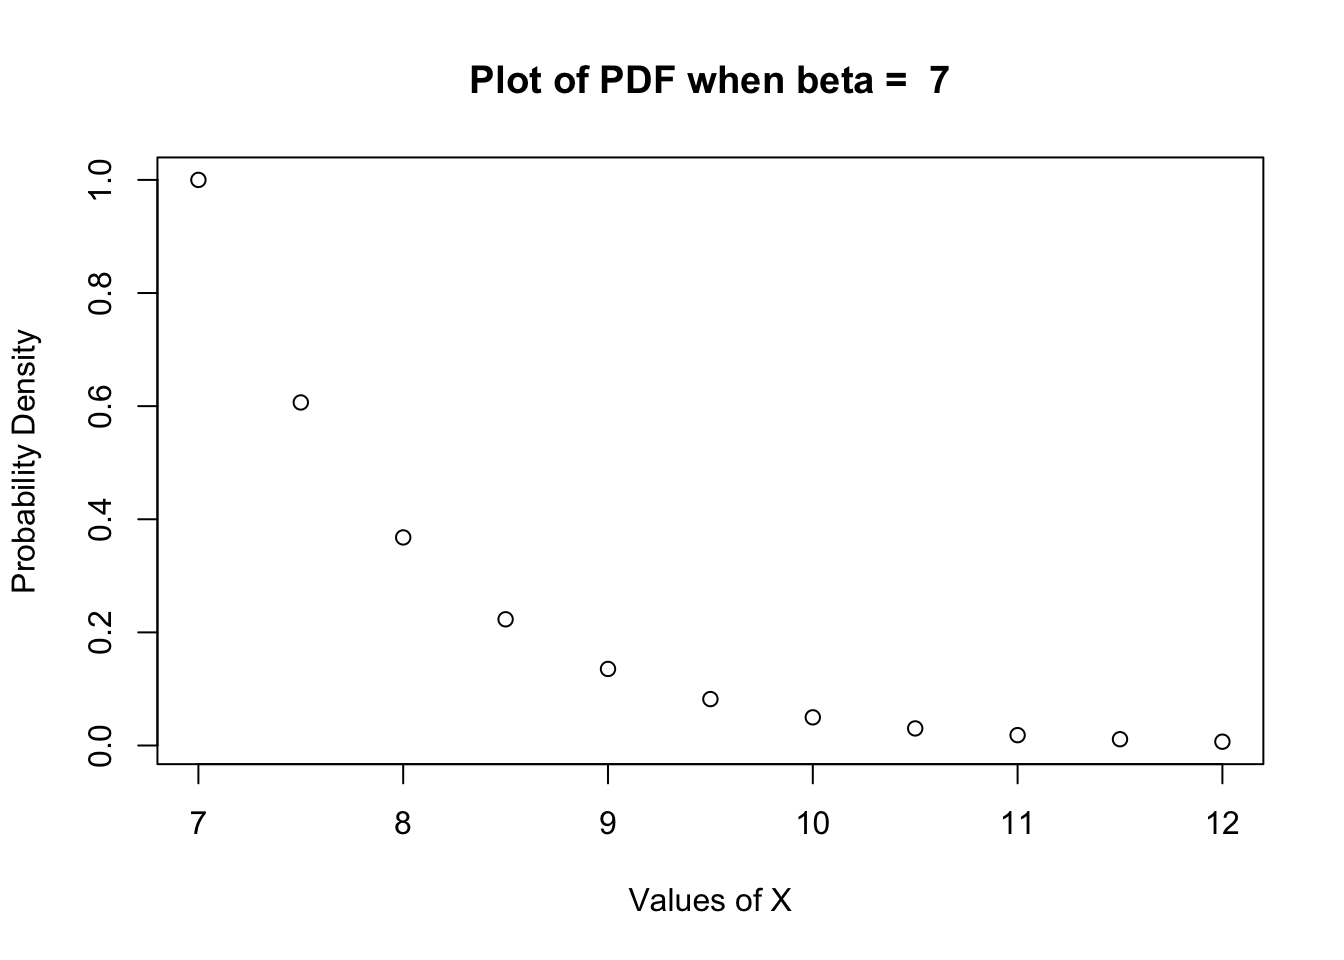 Plot of PDF when beta =  7
Probability Density
1.0
0.8
0.6
0.4
0.2
0.0
7 8 9 10 11 12
Values of X